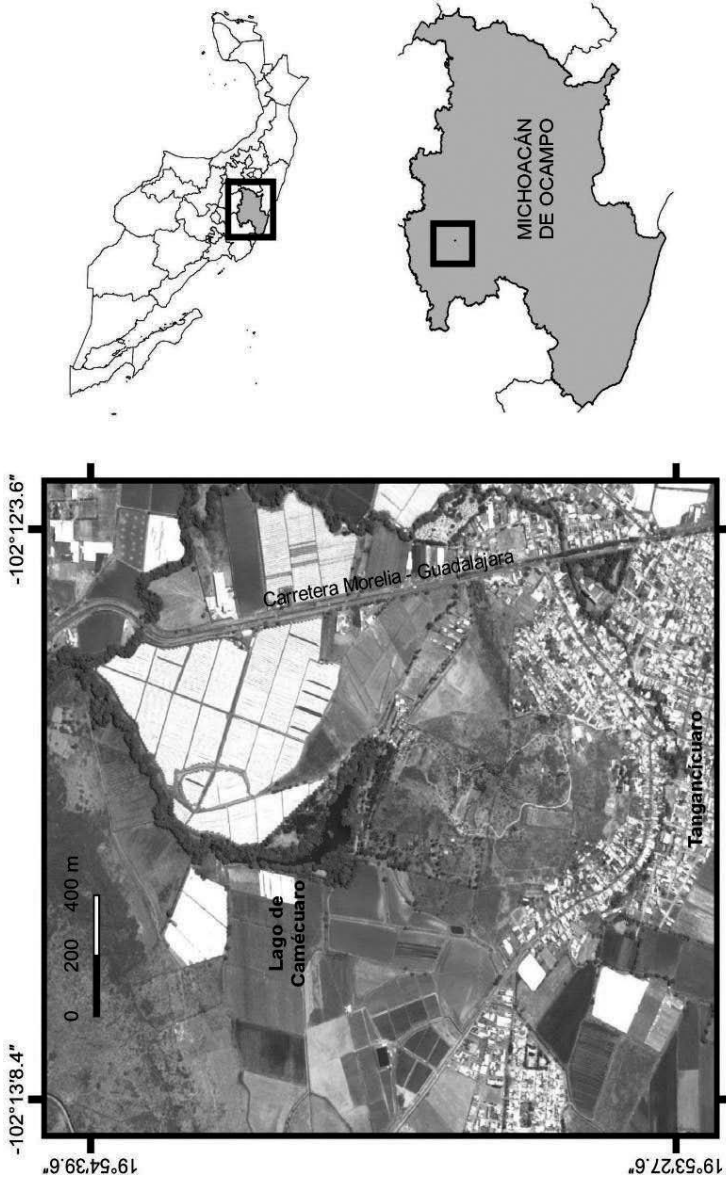 -102°13'8.4"
-102°12'3.6"
19°54'39.6"
0 200 400 m
Carretera Morelia - Guadalajara
Lago de
Camécuaro
Tangancícuaro
19°53'27.6"
MICHOACÁN
DE OCAMPO